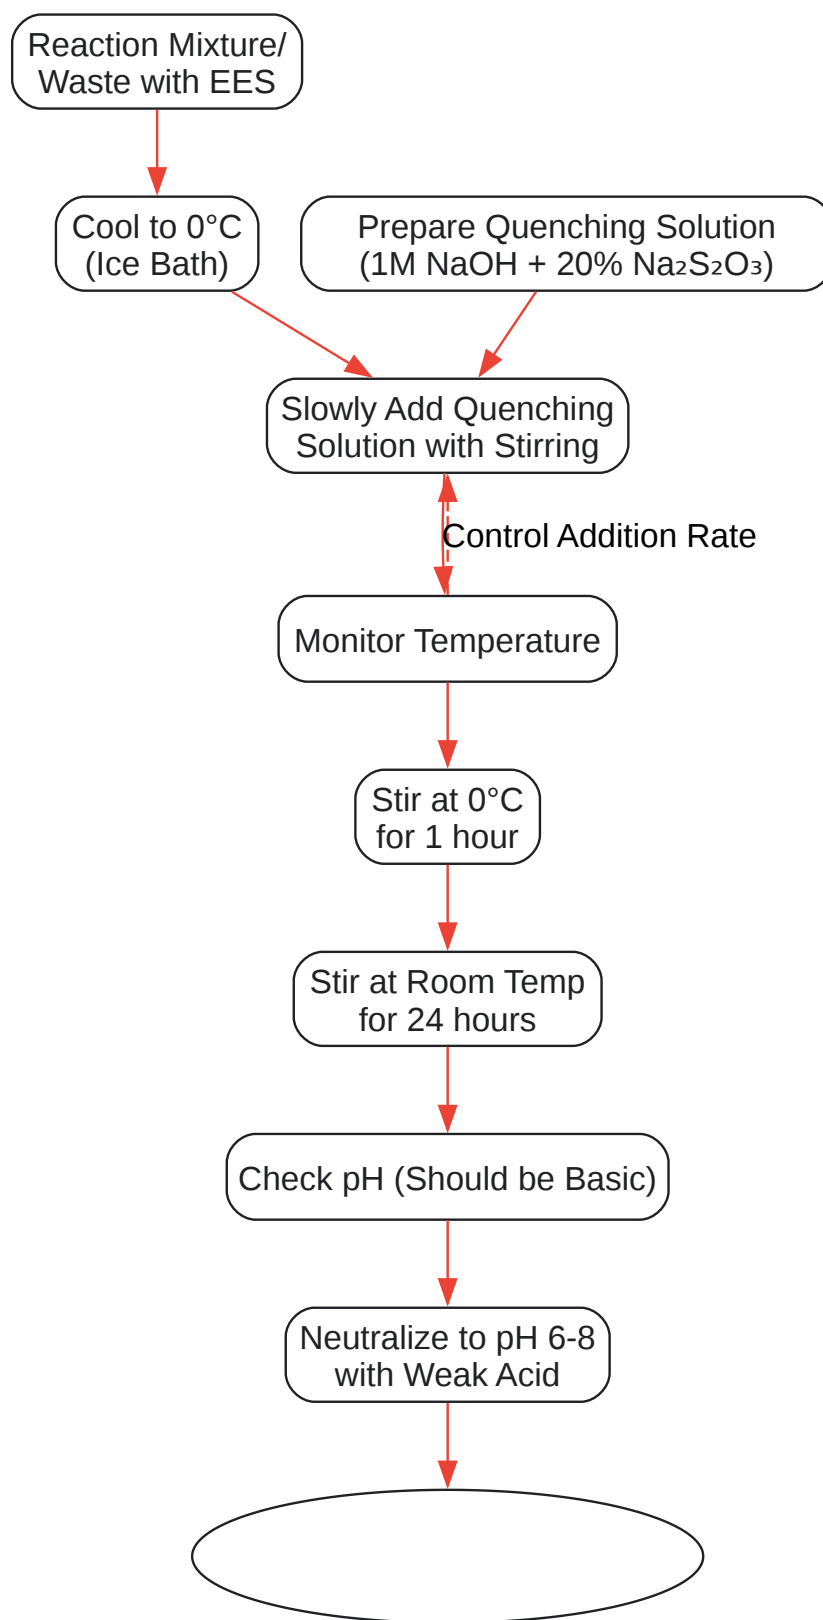 Reaction Mixture/
Waste with EES
Cool to 0°C
(Ice Bath)
Prepare Quenching Solution
(1M NaOH + 20% Na₂S₂O₃)
Slowly Add Quenching
Solution with Stirring
Control Addition Rate
Monitor Temperature
Stir at 0°C
for 1 hour
Stir at Room Temp
for 24 hours
Check pH (Should be Basic)
Neutralize to pH 6-8
with Weak Acid